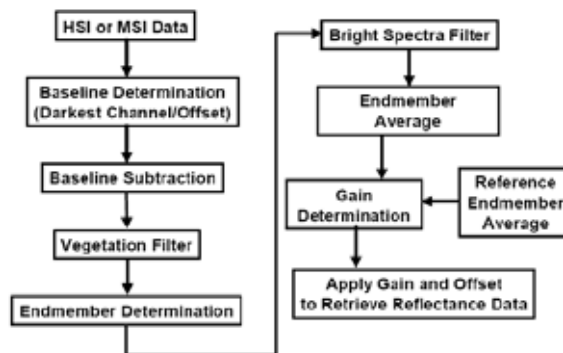 HSI or MSI Data
Baseline Determination
(Darkest Channel/Offset)
Baseline Subtraction
Vegetation Filter
Endmember Determination
Bright Spectra Filter
Endmember
Average
Gain
Determination
Reference
Endmember
Average
Apply Gain and Offset
to Retrieve Reflectance Data